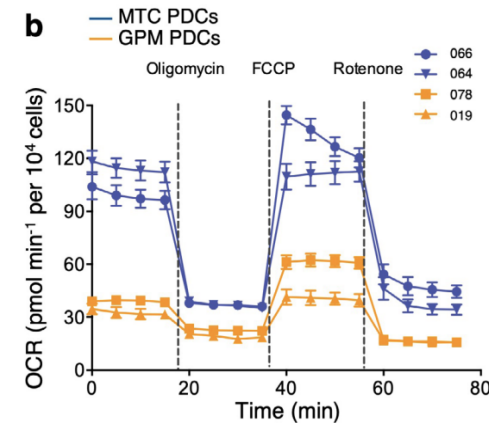 b
MTC PDCs
GPM PDCs
Oligomycin FCCP Rotenone
066
064
078
019
OCR (pmol min⁻¹ per 10⁴ cells)
150
120
90
60
30
0
0 20 40 60 80
Time (min)